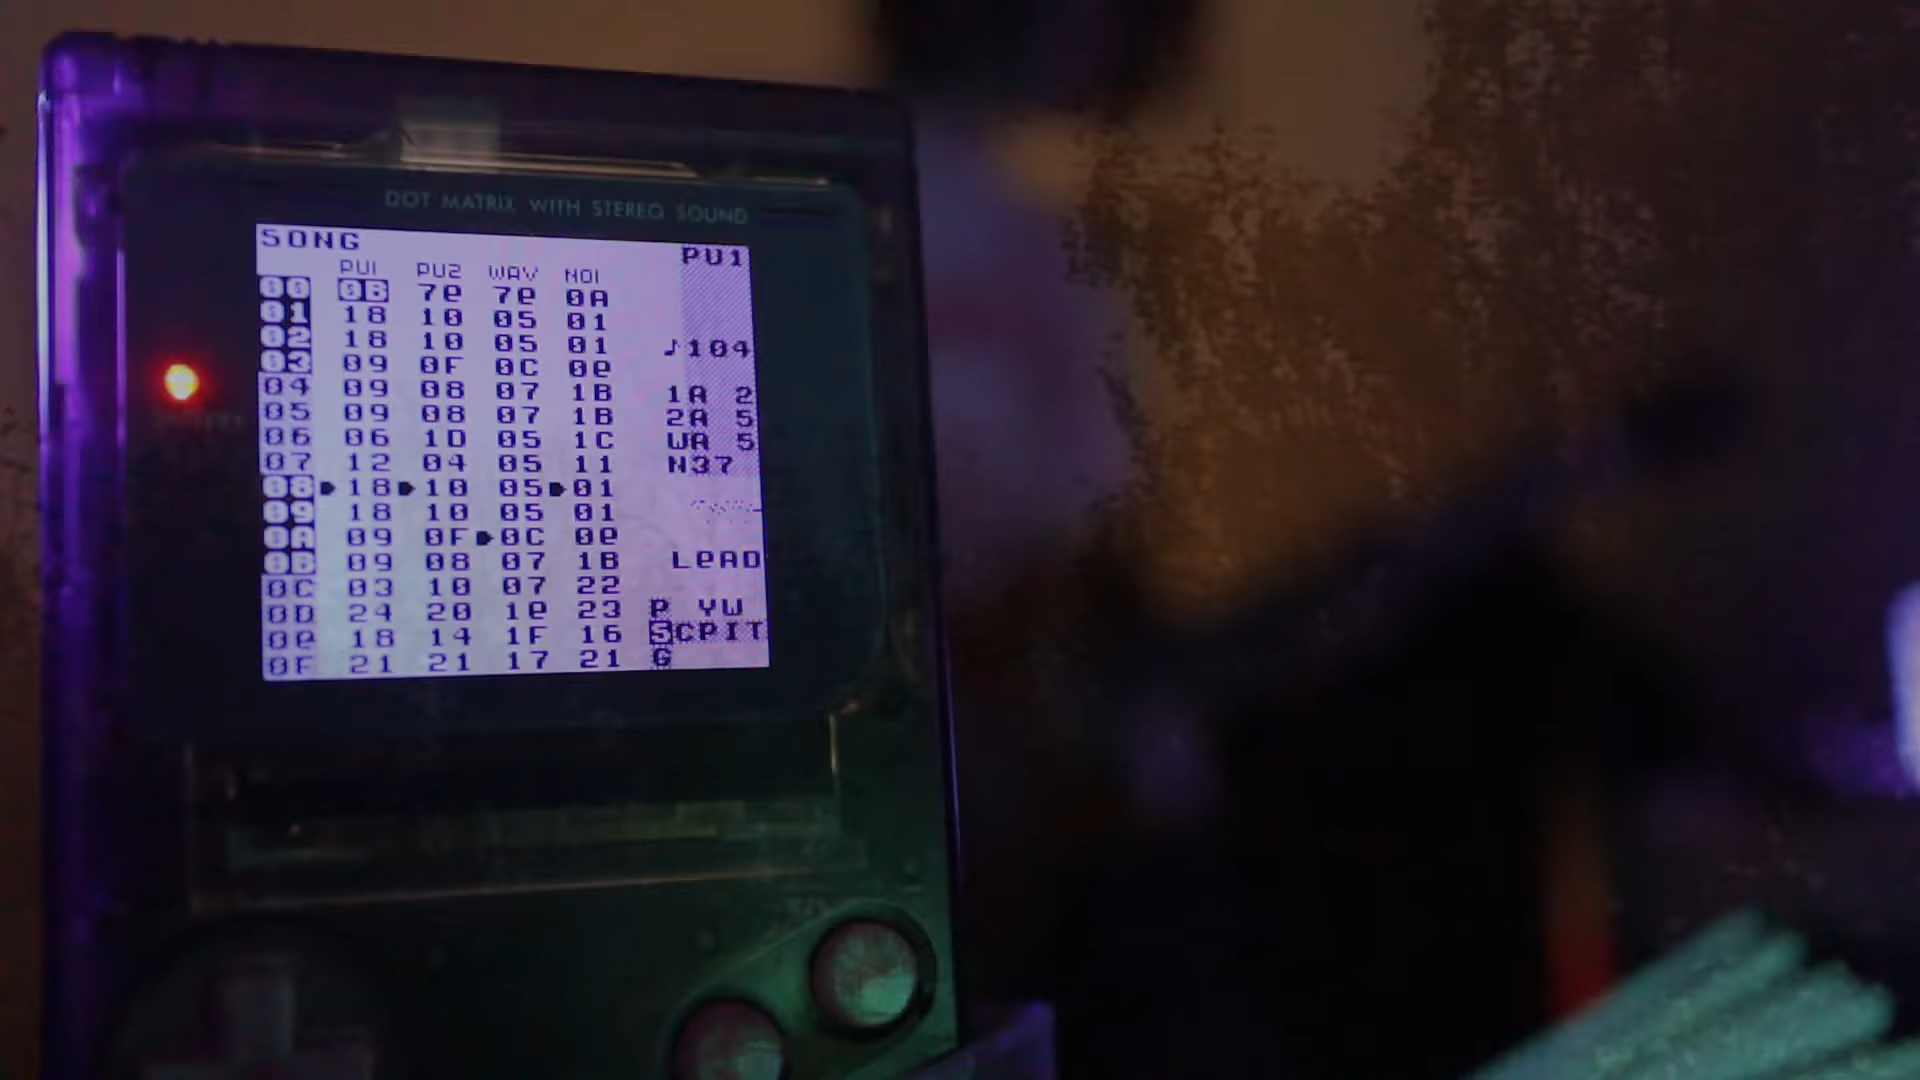 DOT MATRIX WITH STEREO SOUND
SONG PU1
PU1 PU2 WAV NOI
00 0B 7e 7e 0A
01 18 10 05 01
02 18 10 05 01 ♪104
03 09 0F 0C 0e
04 09 08 07 1B 1A 2
05 09 08 07 1B 2A 5
06 06 1D 05 1C WA 5
07 12 04 05 11 N37
08 18 10 05 01
09 18 10 05 01
0A 09 0F 0C 0e
0B 09 08 07 1B LeAD
0C 03 10 07 22
0D 24 20 1e 23 P YW
0e 18 14 1F 16 SCPIT
0F 21 21 17 21 G